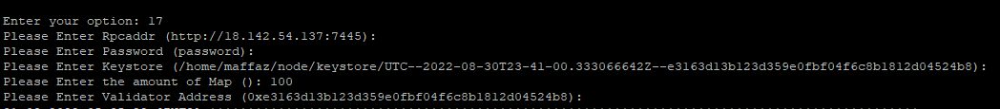 Enter your option: 17
Please Enter Rpcaddr (http://18.142.54.137:7445):
Please Enter Password (password):
Please Enter Keystore (/home/maffaz/node/keystore/UTC--2022-08-30T23-41-00.333066642Z--e3163d13b123d359e0fbf04f6c8b1812d04524b8):
Please Enter the amount of Map (): 100
Please Enter Validator Address (0xe3163d13b123d359e0fbf04f6c8b1812d04524b8):